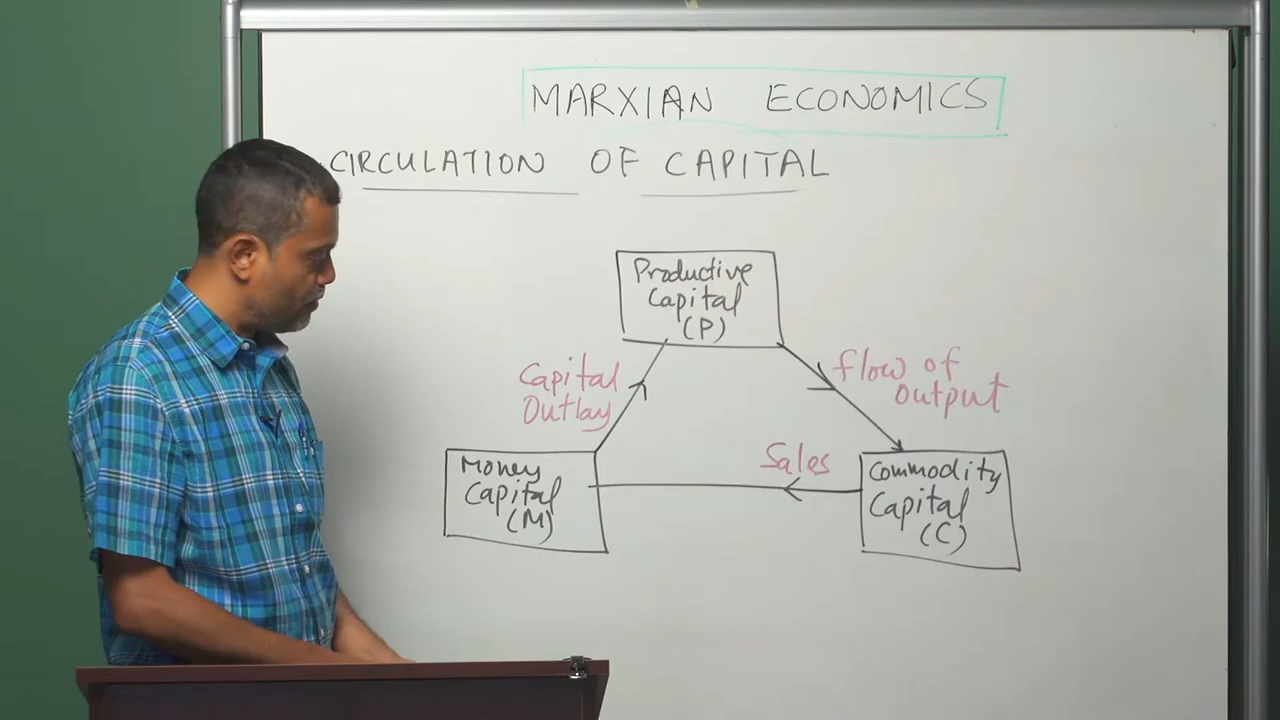 MARXIAN ECONOMICS
CIRCULATION OF CAPITAL
Productive
Capital
(P)
Capital
Outlay
flow of
output
Sales
Money
Capital
(M)
Commodity
Capital
(C)